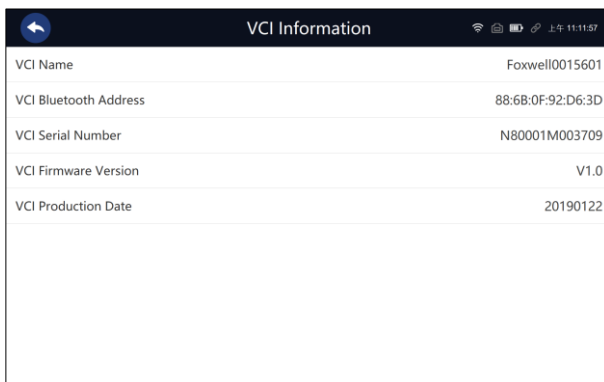 VCI Information
上午 11:11:57
VCI Name Foxwell0015601
VCI Bluetooth Address 88:6B:0F:92:D6:3D
VCI Serial Number N80001M003709
VCI Firmware Version V1.0
VCI Production Date 20190122